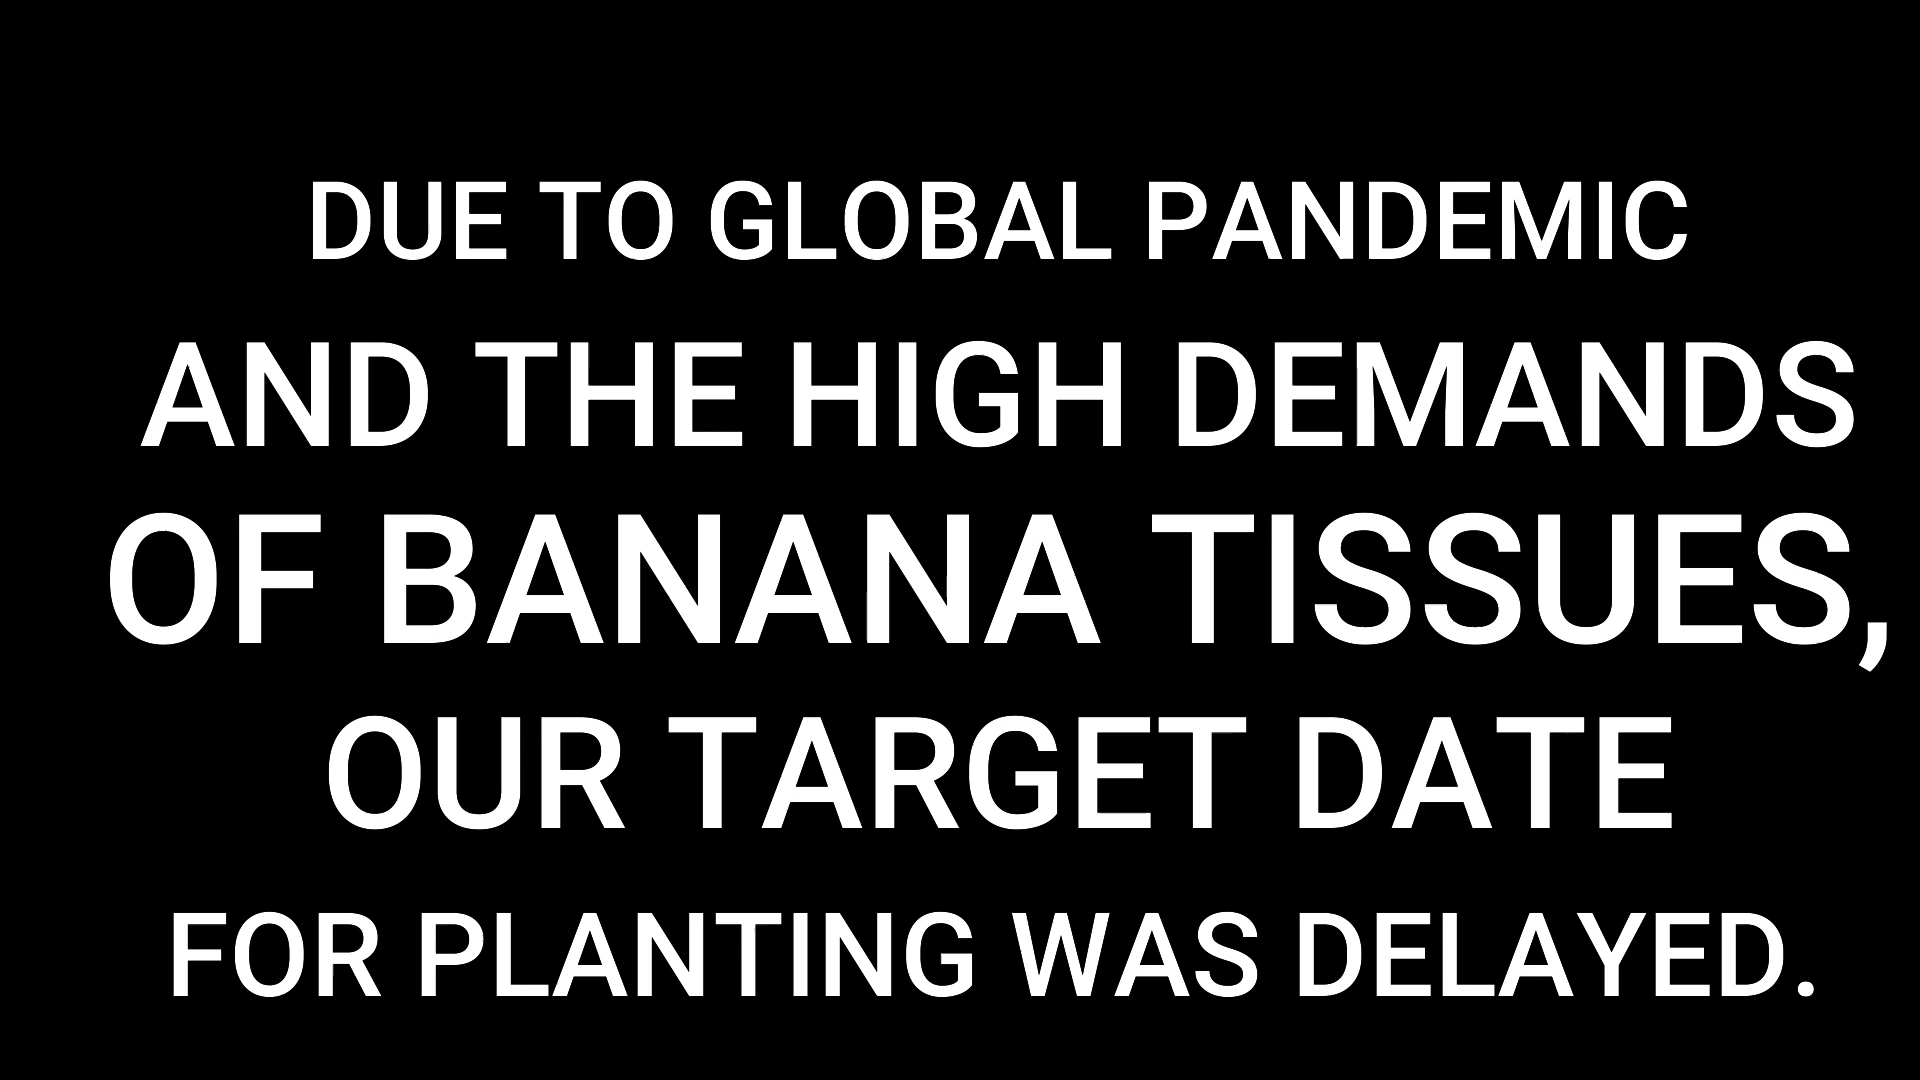 DUE TO GLOBAL PANDEMIC
AND THE HIGH DEMANDS
OF BANANA TISSUES,
OUR TARGET DATE
FOR PLANTING WAS DELAYED.